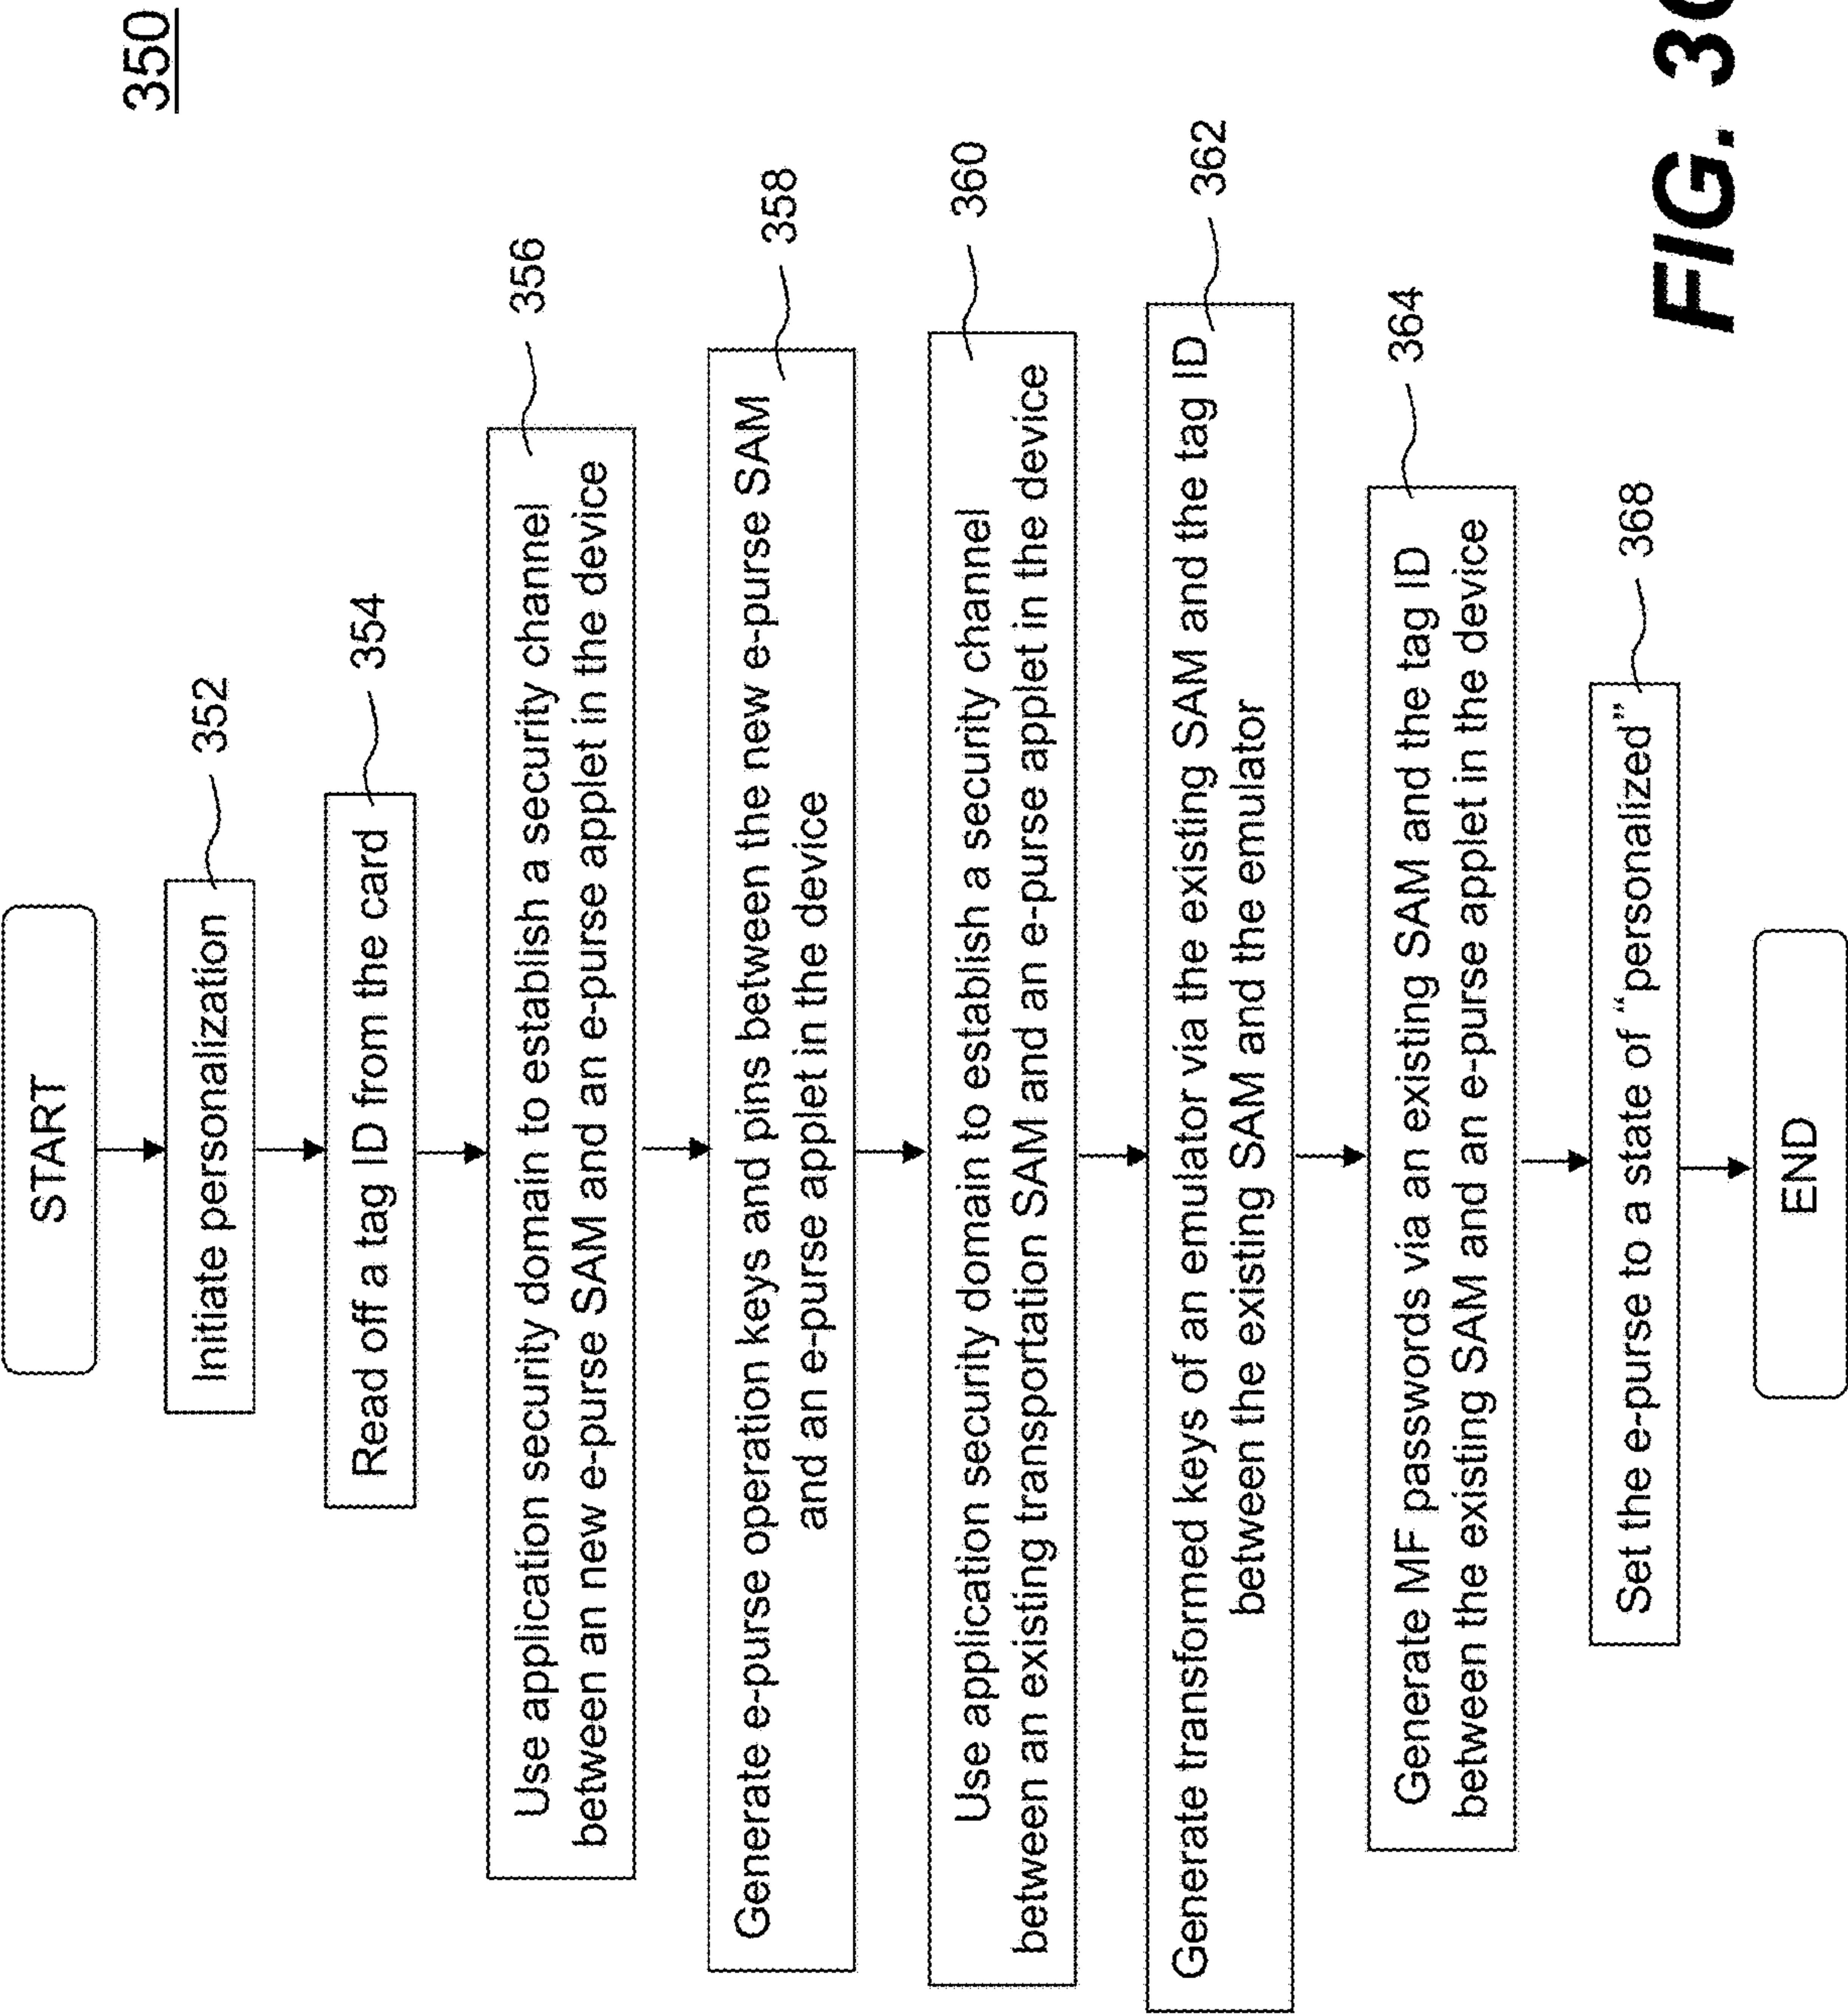 START
350
Initiate personalization
352
Read off a tag ID from the card
354
Use application security domain to establish a security channel
between an new e-purse SAM and an e-purse applet in the device
356
Generate e-purse operation keys and pins between the new e-purse SAM
and an e-purse applet in the device
358
Use application security domain to establish a security channel
between an existing transportation SAM and an e-purse applet in the device
360
Generate transformed keys of an emulator via the existing SAM and the tag ID
between the existing SAM and the emulator
362
Generate MF passwords via an existing SAM and the tag ID
between the existing SAM and an e-purse applet in the device
364
Set the e-purse to a state of “personalized”
368
END
FIG.